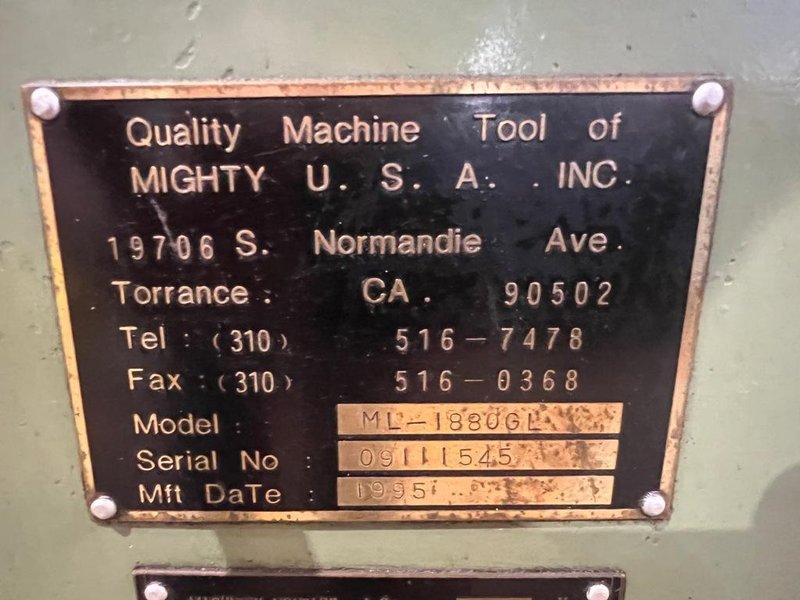 Quality Machine Tool of
MIGHTY U. S. A. . INC.
19706 S. Normandie Ave.
Torrance. CA. 90502
Tel : (310) 516-7478
Fax : (310) 516-0368
Model : ML-1880GL
Serial No : 09111545
Mft DaTe : 1995